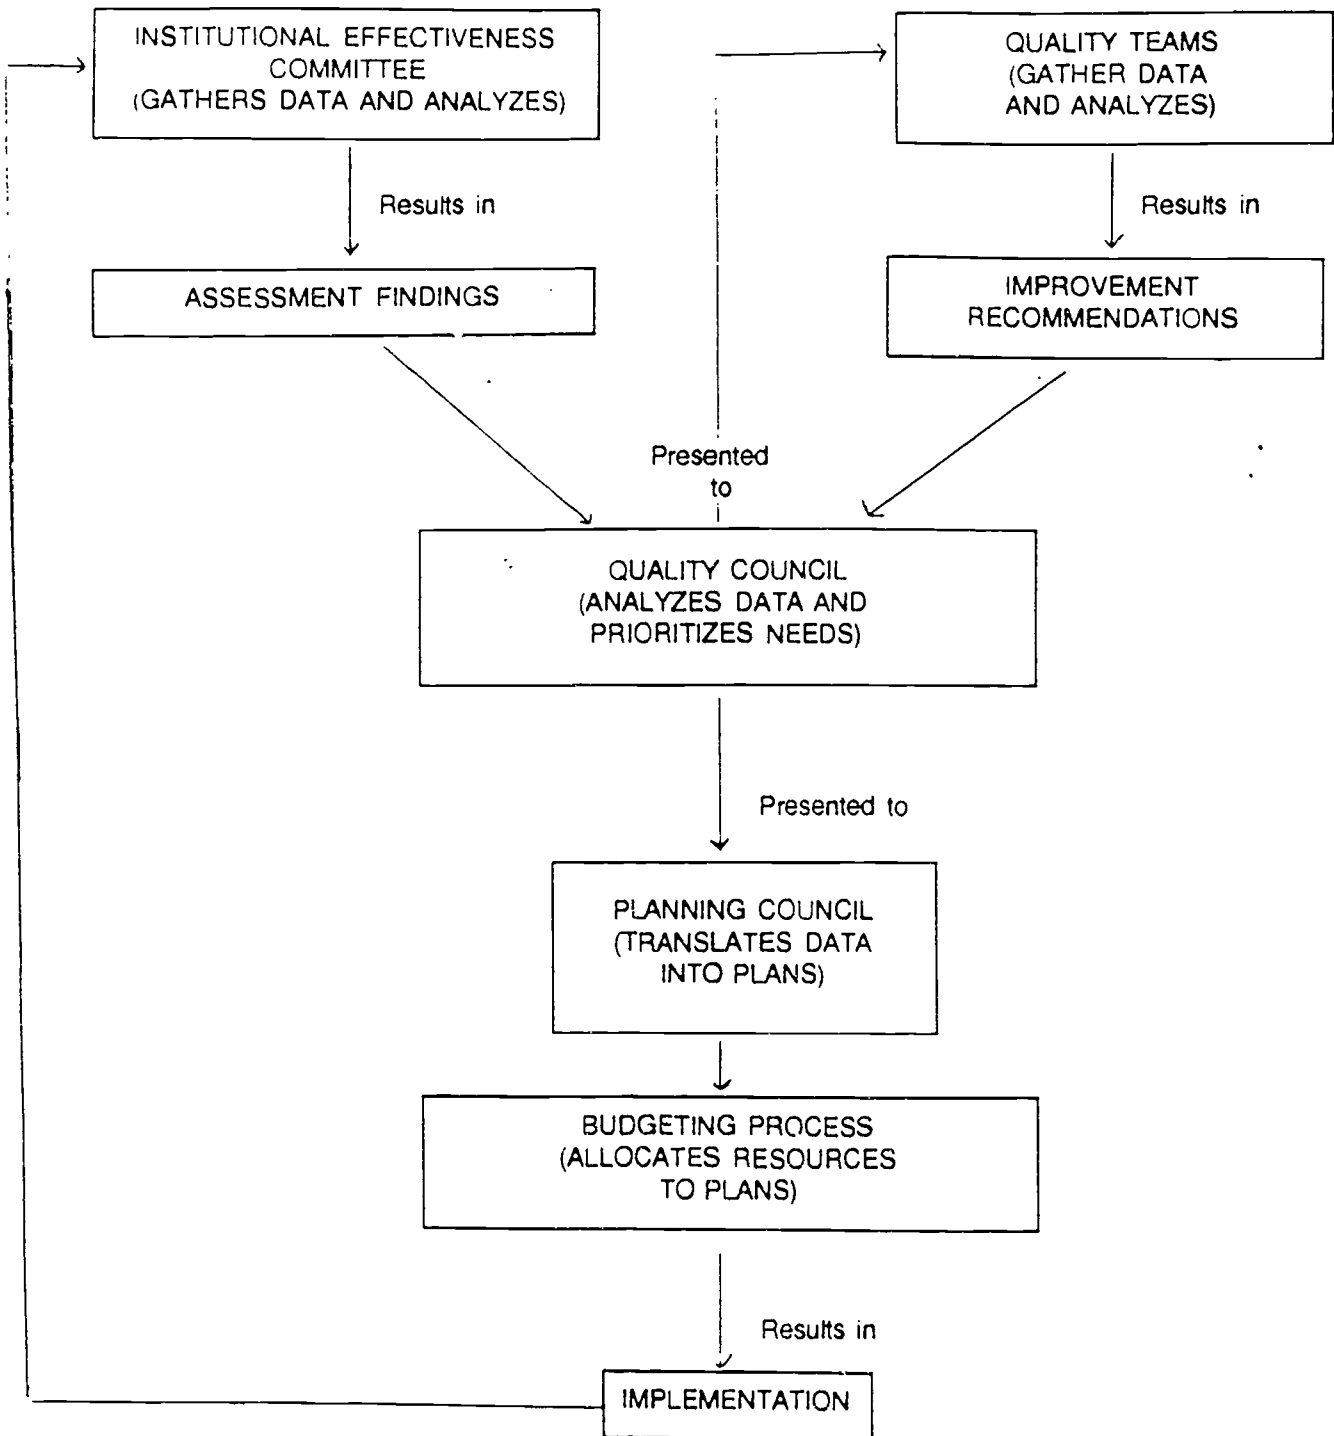 INSTITUTIONAL EFFECTIVENESS
COMMITTEE
(GATHERS DATA AND ANALYZES)
QUALITY TEAMS
(GATHER DATA
AND ANALYZES)
Results in
Results in
ASSESSMENT FINDINGS
IMPROVEMENT
RECOMMENDATIONS
Presented
to
QUALITY COUNCIL
(ANALYZES DATA AND
PRIORITIZES NEEDS)
Presented to
PLANNING COUNCIL
(TRANSLATES DATA
INTO PLANS)
BUDGETING PROCESS
(ALLOCATES RESOURCES
TO PLANS)
Results in
IMPLEMENTATION